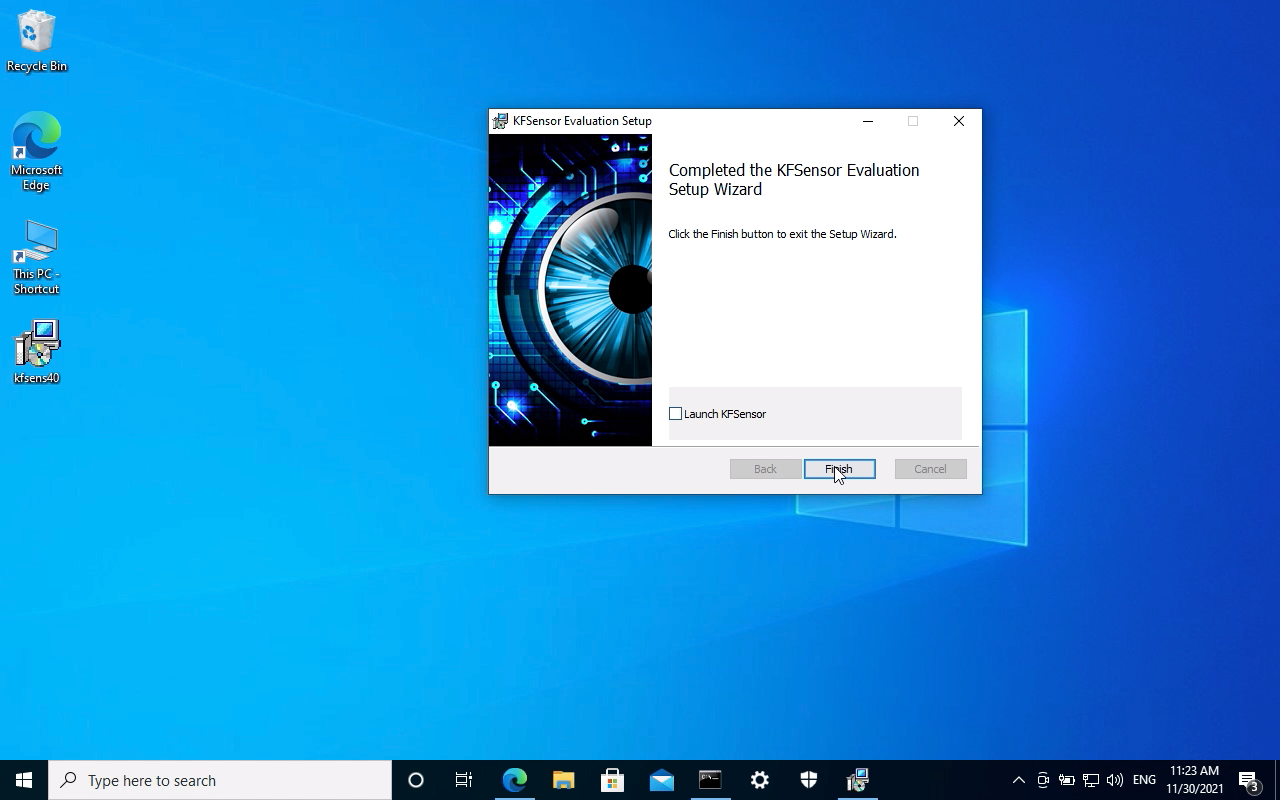 Recycle Bin
Microsoft
Edge
This PC -
Shortcut
kfsens40
KFSensor Evaluation Setup
Completed the KFSensor Evaluation
Setup Wizard
Click the Finish button to exit the Setup Wizard.
Launch KFSensor
Back
Finish
Cancel
Type here to search
ENG
11:23 AM
11/30/2021
3